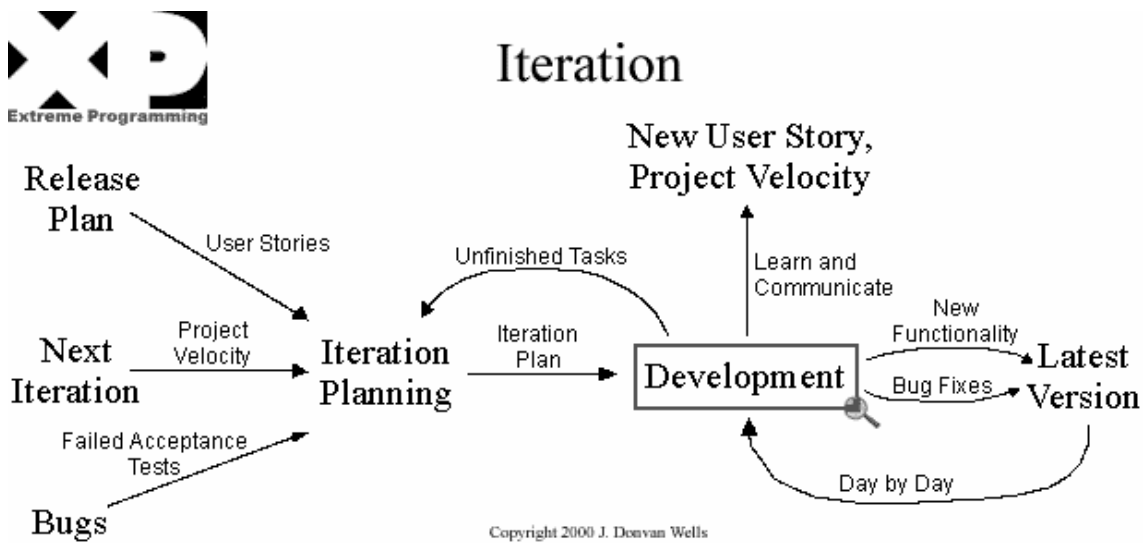 XP
Extreme Programming
Iteration
New User Story,
Project Velocity
Release
Plan
User Stories
Unfinished Tasks
Learn and
Communicate
Next
Iteration
Project
Velocity
Iteration
Planning
Iteration
Plan
Development
New
Functionality
Bug Fixes
Latest
Version
Failed Acceptance
Tests
Bugs
Day by Day
Copyright 2000 J. Donvan Wells